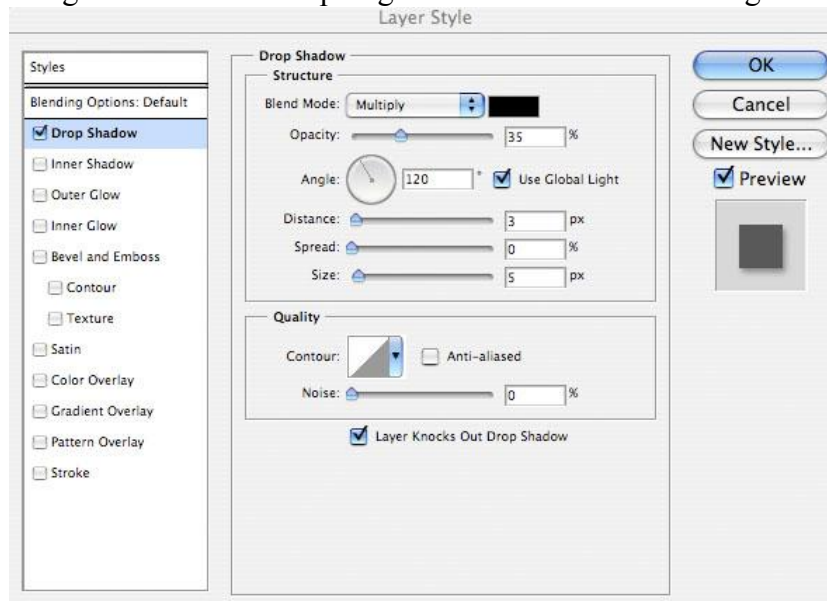 Layer Style
Styles
Blending Options: Default
Drop Shadow
Inner Shadow
Outer Glow
Inner Glow
Bevel and Emboss
Contour
Texture
Satin
Color Overlay
Gradient Overlay
Pattern Overlay
Stroke
Drop Shadow
Structure
Blend Mode: Multiply
Opacity: 35 %
Angle: 120 ° Use Global Light
Distance: 3 px
Spread: 0 %
Size: 5 px
Quality
Contour: Anti-aliased
Noise: 0 %
Layer Knocks Out Drop Shadow
OK
Cancel
New Style...
Preview